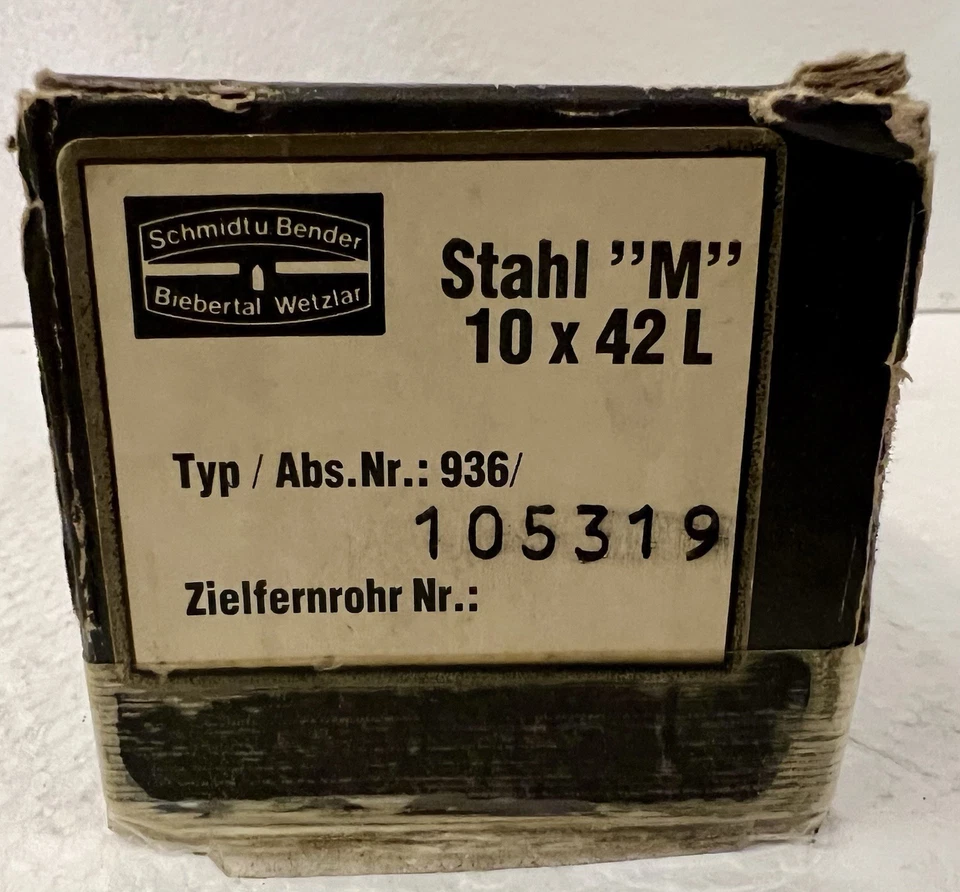 Schmidt u. Bender
Biebertal Wetzlar
Stahl ”M”
10 x 42 L
Typ / Abs.Nr.: 936/
105319
Zielfernrohr Nr.: